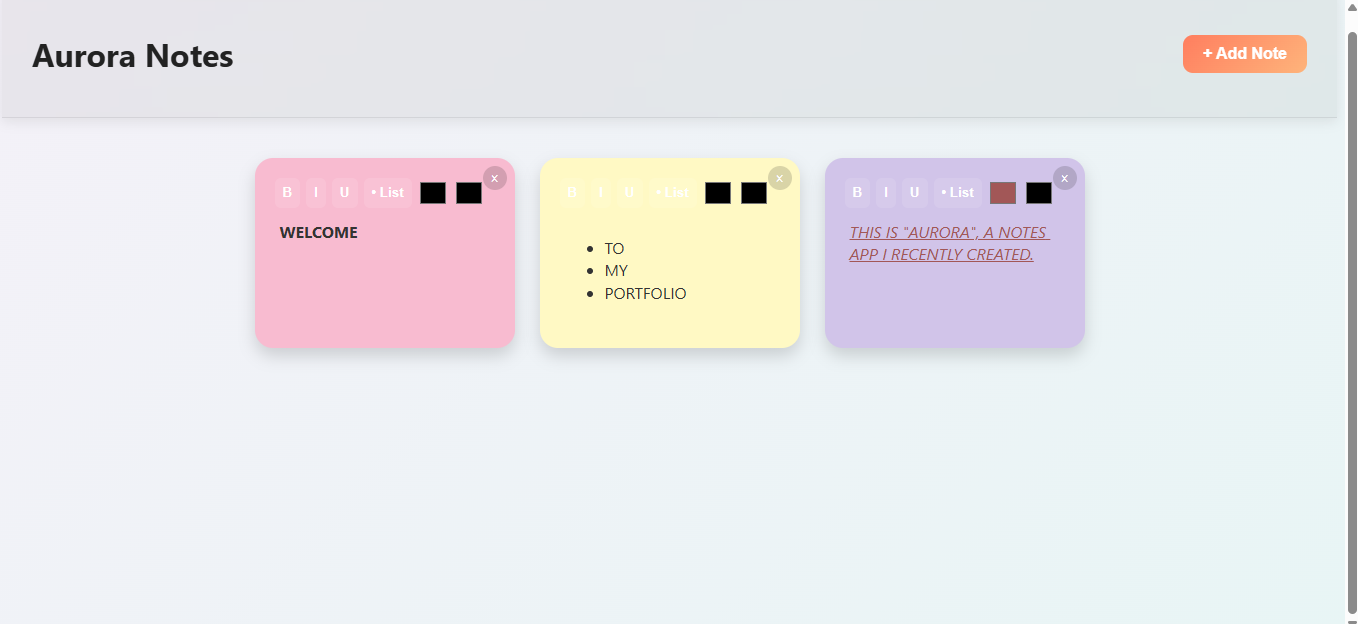 Aurora Notes
+ Add Note
B I U • List x
WELCOME
B I U • List x
• TO
• MY
• PORTFOLIO
B I U • List x
THIS IS "AURORA", A NOTES
APP I RECENTLY CREATED.